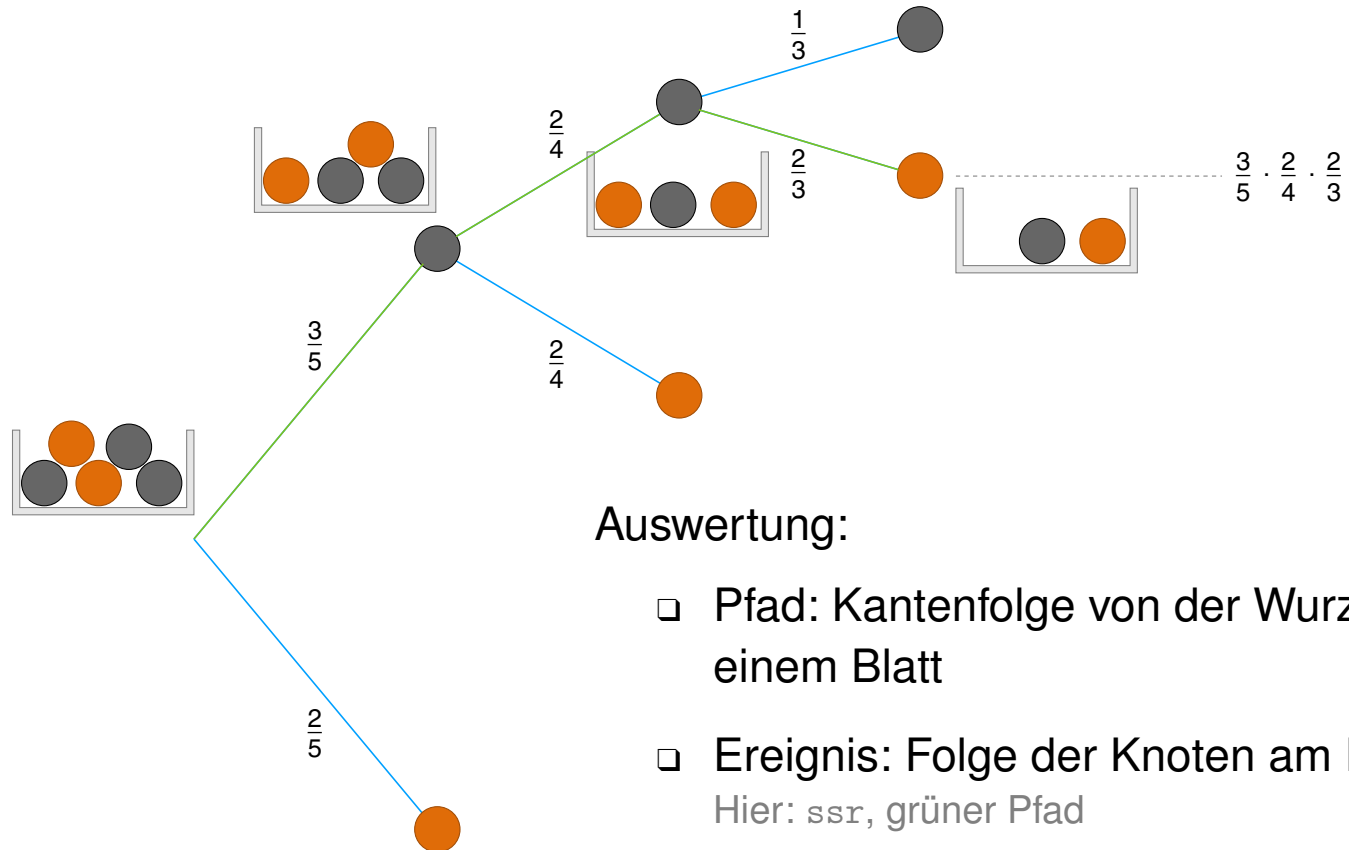 1/3
2/4
2/3
3/5 · 2/4 · 2/3
3/5
2/4
2/5
Auswertung:
❑ Pfad: Kantenfolge von der Wurz
einem Blatt
❑ Ereignis: Folge der Knoten am
Hier: ssr, grüner Pfad